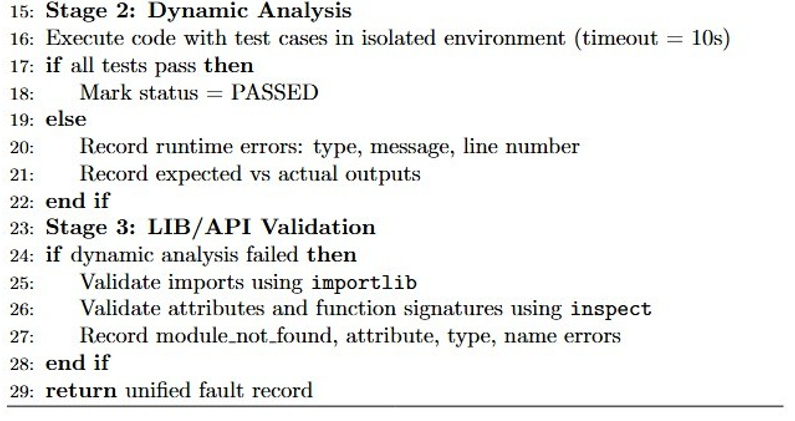 15: Stage 2: Dynamic Analysis
16: Execute code with test cases in isolated environment (timeout = 10s)
17: if all tests pass then
18: Mark status = PASSED
19: else
20: Record runtime errors: type, message, line number
21: Record expected vs actual outputs
22: end if
23: Stage 3: LIB/API Validation
24: if dynamic analysis failed then
25: Validate imports using importlib
26: Validate attributes and function signatures using inspect
27: Record module_not_found, attribute, type, name errors
28: end if
29: return unified fault record